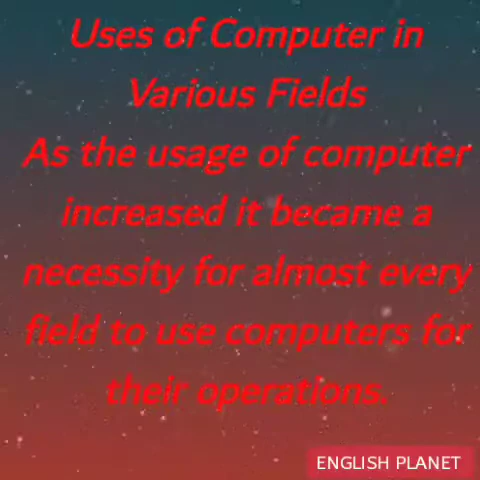 Uses of Computer in
Various Fields
As the usage of computer
increased it became a
necessity for almost every
field to use computers for
their operations.
ENGLISH PLANET